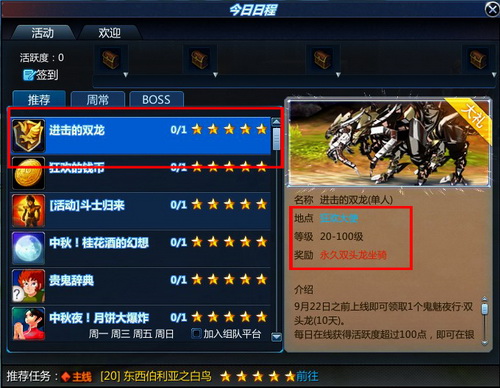 今日日程
活动 欢迎
活跃度：0
签到
推荐 周常 BOSS
进击的双龙 0/1
狂欢的钱币 0/1
[活动]斗士归来 0/1
中秋！桂花酒的幻想 0/1
贵鬼辞典 0/1
中秋夜！月饼大爆炸 0/1
周一 周三 周五 周日 加入组队平台
大礼
名称 进击的双龙(单人)
地点
等级 20-100级
奖励 永久双头龙坐骑
介绍
9月22日之前上线即可领取1个鬼魅夜行·双
头龙(10天)。
每日在线获得活跃度超过100点，即可在银
推荐任务： 主线 [20] 东西伯利亚之白鸟 前往